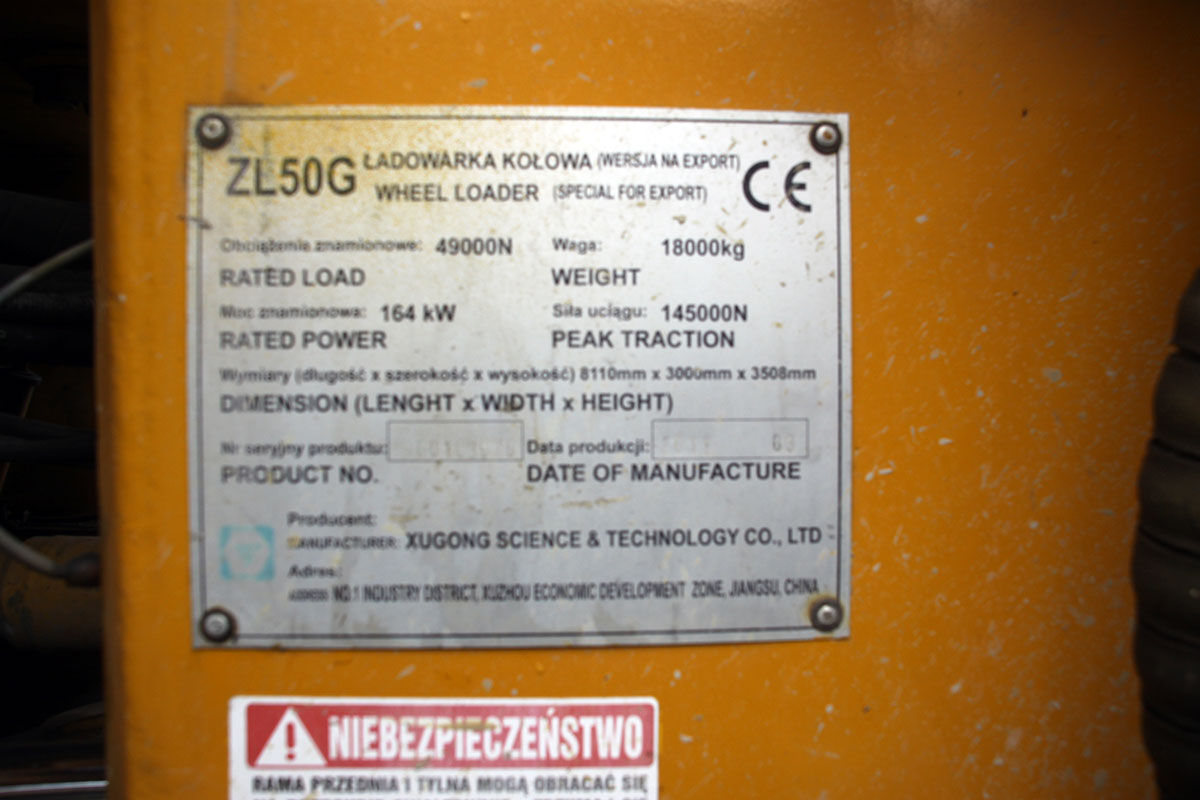 ZL50G ŁADOWARKA KOŁOWA (WERSJA NA EXPORT)
WHEEL LOADER (SPECIAL FOR EXPORT)
CE
Obciążenie znamionowe: 49000N Waga: 18000kg
RATED LOAD WEIGHT
Moc znamionowa: 164 kW Siła uciągu: 145000N
RATED POWER PEAK TRACTION
Wymiary (długość x szerokość x wysokość) 8110mm x 3000mm x 3508mm
DIMENSION (LENGHT x WIDTH x HEIGHT)
Nr seryjny produktu: Data produkcji: 03
PRODUCT NO. DATE OF MANUFACTURE
Producent:
MANUFACTURER: XUGONG SCIENCE & TECHNOLOGY CO., LTD
Adres:
ADDRESS: NO.1 INDUSTRY DISTRICT, XUZHOU ECONOMIC DEVELOPMENT ZONE, JIANGSU, CHINA
NIEBEZPIECZEŃSTWO
RAMA PRZEDNIA I TYLNA MOGĄ OBRACAĆ SIĘ